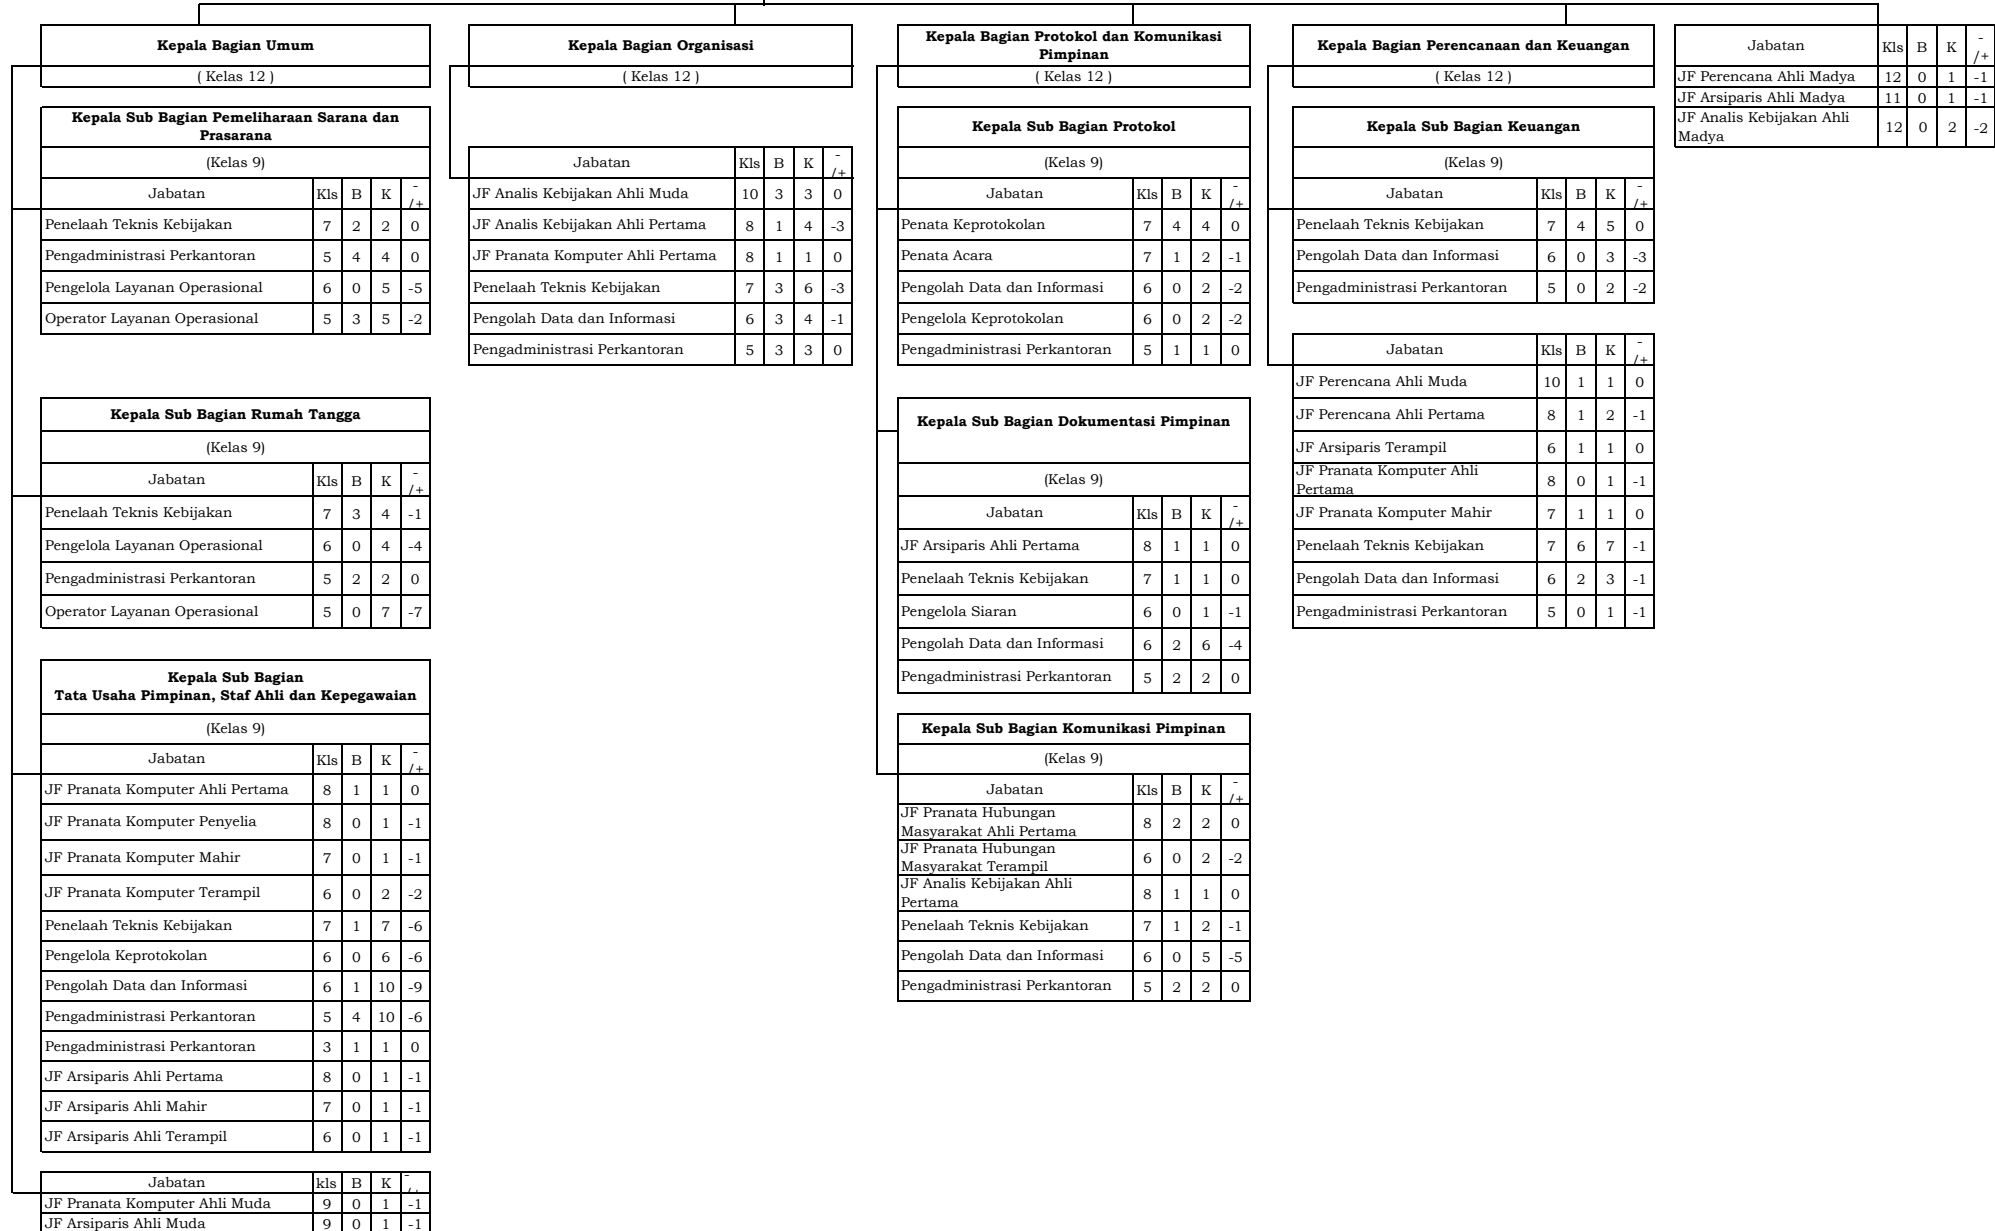 Kepala Bagian Umum
( Kelas 12 )
Kepala Sub Bagian Pemeliharaan Sarana dan
Prasarana
(Kelas 9)
Jabatan Kls B K -/+
Penelaah Teknis Kebijakan 7 2 2 0
Pengadministrasi Perkantoran 5 4 4 0
Pengelola Layanan Operasional 6 0 5 -5
Operator Layanan Operasional 5 3 5 -2
Kepala Sub Bagian Rumah Tangga
(Kelas 9)
Jabatan Kls B K -/+
Penelaah Teknis Kebijakan 7 3 4 -1
Pengelola Layanan Operasional 6 0 4 -4
Pengadministrasi Perkantoran 5 2 2 0
Operator Layanan Operasional 5 0 7 -7
Kepala Sub Bagian
Tata Usaha Pimpinan, Staf Ahli dan Kepegawaian
(Kelas 9)
Jabatan Kls B K -/+
JF Pranata Komputer Ahli Pertama 8 1 1 0
JF Pranata Komputer Penyelia 8 0 1 -1
JF Pranata Komputer Mahir 7 0 1 -1
JF Pranata Komputer Terampil 6 0 2 -2
Penelaah Teknis Kebijakan 7 1 7 -6
Pengelola Keprotokolan 6 0 6 -6
Pengolah Data dan Informasi 6 1 10 -9
Pengadministrasi Perkantoran 5 4 10 -6
Pengadministrasi Perkantoran 3 1 1 0
JF Arsiparis Ahli Pertama 8 0 1 -1
JF Arsiparis Ahli Mahir 7 0 1 -1
JF Arsiparis Ahli Terampil 6 0 1 -1
Jabatan kls B K
JF Pranata Komputer Ahli Muda 9 0 1 -1
JF Arsiparis Ahli Muda 9 0 1 -1
Kepala Bagian Organisasi
( Kelas 12 )
Jabatan Kls B K -/+
JF Analis Kebijakan Ahli Muda 10 3 3 0
JF Analis Kebijakan Ahli Pertama 8 1 4 -3
JF Pranata Komputer Ahli Pertama 8 1 1 0
Penelaah Teknis Kebijakan 7 3 6 -3
Pengolah Data dan Informasi 6 3 4 -1
Pengadministrasi Perkantoran 5 3 3 0
Kepala Bagian Protokol dan Komunikasi
Pimpinan
( Kelas 12 )
Kepala Sub Bagian Protokol
(Kelas 9)
Jabatan Kls B K -/+
Penata Keprotokolan 7 4 4 0
Penata Acara 7 1 2 -1
Pengolah Data dan Informasi 6 0 2 -2
Pengelola Keprotokolan 6 0 2 -2
Pengadministrasi Perkantoran 5 1 1 0
Kepala Sub Bagian Dokumentasi Pimpinan
(Kelas 9)
Jabatan Kls B K -/+
JF Arsiparis Ahli Pertama 8 1 1 0
Penelaah Teknis Kebijakan 7 1 1 0
Pengelola Siaran 6 0 1 -1
Pengolah Data dan Informasi 6 2 6 -4
Pengadministrasi Perkantoran 5 2 2 0
Kepala Sub Bagian Komunikasi Pimpinan
(Kelas 9)
Jabatan Kls B K -/+
JF Pranata Hubungan
Masyarakat Ahli Pertama 8 2 2 0
JF Pranata Hubungan
Masyarakat Terampil 6 0 2 -2
JF Analis Kebijakan Ahli
Pertama 8 1 1 0
Penelaah Teknis Kebijakan 7 1 2 -1
Pengolah Data dan Informasi 6 0 5 -5
Pengadministrasi Perkantoran 5 2 2 0
Kepala Bagian Perencanaan dan Keuangan
( Kelas 12 )
Kepala Sub Bagian Keuangan
(Kelas 9)
Jabatan Kls B K -/+
Penelaah Teknis Kebijakan 7 4 5 0
Pengolah Data dan Informasi 6 0 3 -3
Pengadministrasi Perkantoran 5 0 2 -2
Jabatan Kls B K -/+
JF Perencana Ahli Muda 10 1 1 0
JF Perencana Ahli Pertama 8 1 2 -1
JF Arsiparis Terampil 6 1 1 0
JF Pranata Komputer Ahli
Pertama 8 0 1 -1
JF Pranata Komputer Mahir 7 1 1 0
Penelaah Teknis Kebijakan 7 6 7 -1
Pengolah Data dan Informasi 6 2 3 -1
Pengadministrasi Perkantoran 5 0 1 -1
Jabatan Kls B K -/+
JF Perencana Ahli Madya 12 0 1 -1
JF Arsiparis Ahli Madya 11 0 1 -1
JF Analis Kebijakan Ahli
Madya 12 0 2 -2